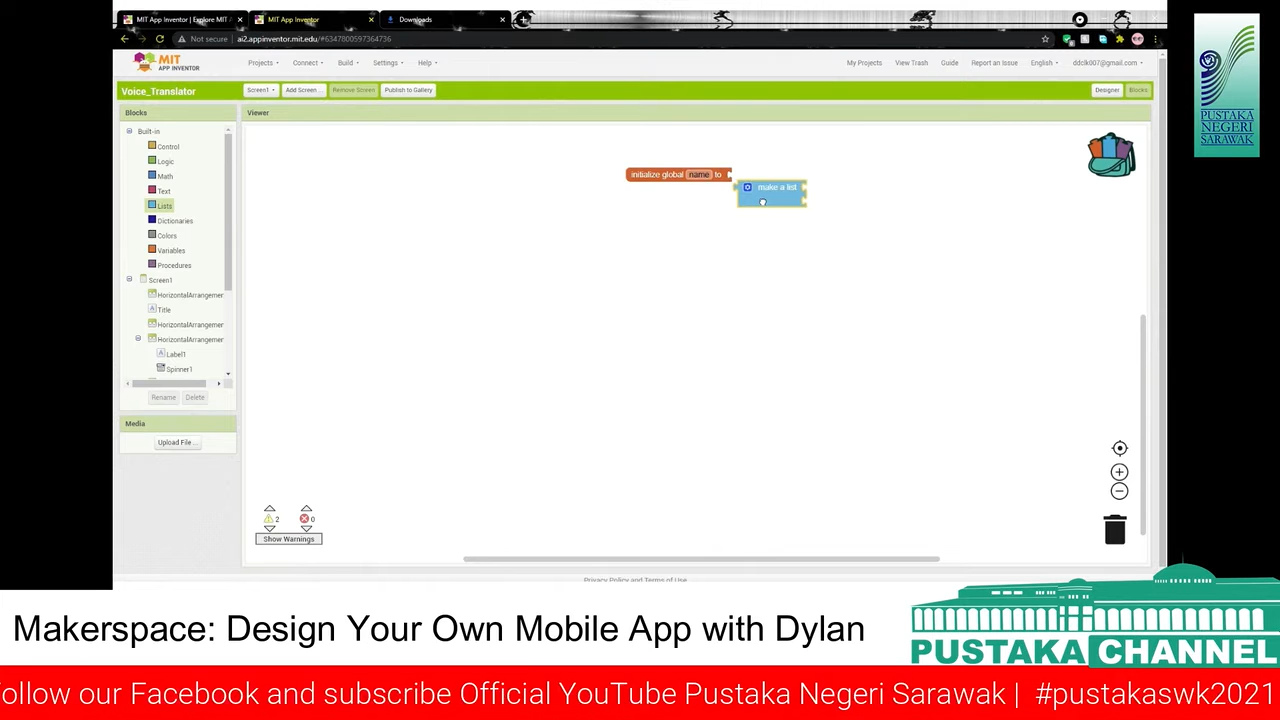 MIT App Inventor | Explore MIT A
MIT App Inventor
Downloads
Not secure
ai2.appinventor.mit.edu/#6347800597364736
MIT
APP INVENTOR
Projects
Connect
Build
Settings
Help
My Projects
View Trash
Guide
Report an Issue
English
ddclk007@gmail.com
Voice_Translator
Screen1
Add Screen ...
Remove Screen
Publish to Gallery
Designer
Blocks
Blocks
Viewer
Built-in
Control
Logic
Math
Text
Lists
Dictionaries
Colors
Variables
Procedures
Screen1
HorizontalArrangemer
Title
HorizontalArrangemer
HorizontalArrangemer
Label1
Spinner1
Rename
Delete
Media
Upload File ...
initialize global name to
make a list
2
0
Show Warnings
Privacy Policy and Terms of Use
PUSTAKA
NEGERI
SARAWAK
Makerspace: Design Your Own Mobile App with Dylan
PUSTAKA CHANNEL
follow our Facebook and subscribe Official YouTube Pustaka Negeri Sarawak | #pustakaswk2021